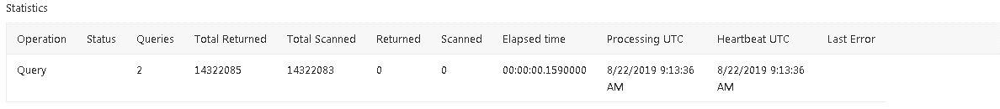 Statistics
Operation Status Queries Total Returned Total Scanned Returned Scanned Elapsed time Processing UTC Heartbeat UTC Last Error
Query 2 14322085 14322083 0 0 00:00:00.1590000 8/22/2019 9:13:36 8/22/2019 9:13:36
AM AM